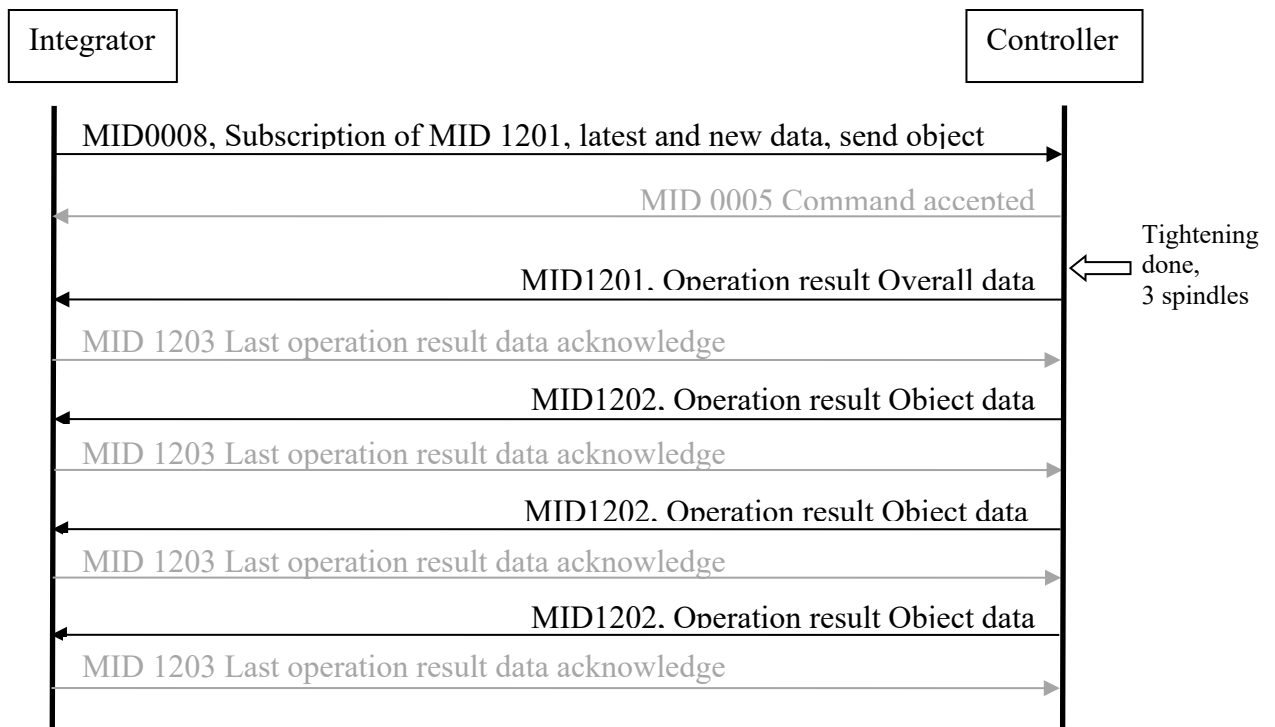 Integrator
Controller
MID0008, Subscription of MID 1201, latest and new data, send object
MID 0005 Command accepted
Tightening
done,
3 spindles
MID1201, Operation result Overall data
MID 1203 Last operation result data acknowledge
MID1202, Operation result Object data
MID 1203 Last operation result data acknowledge
MID1202, Operation result Object data
MID 1203 Last operation result data acknowledge
MID1202, Operation result Object data
MID 1203 Last operation result data acknowledge